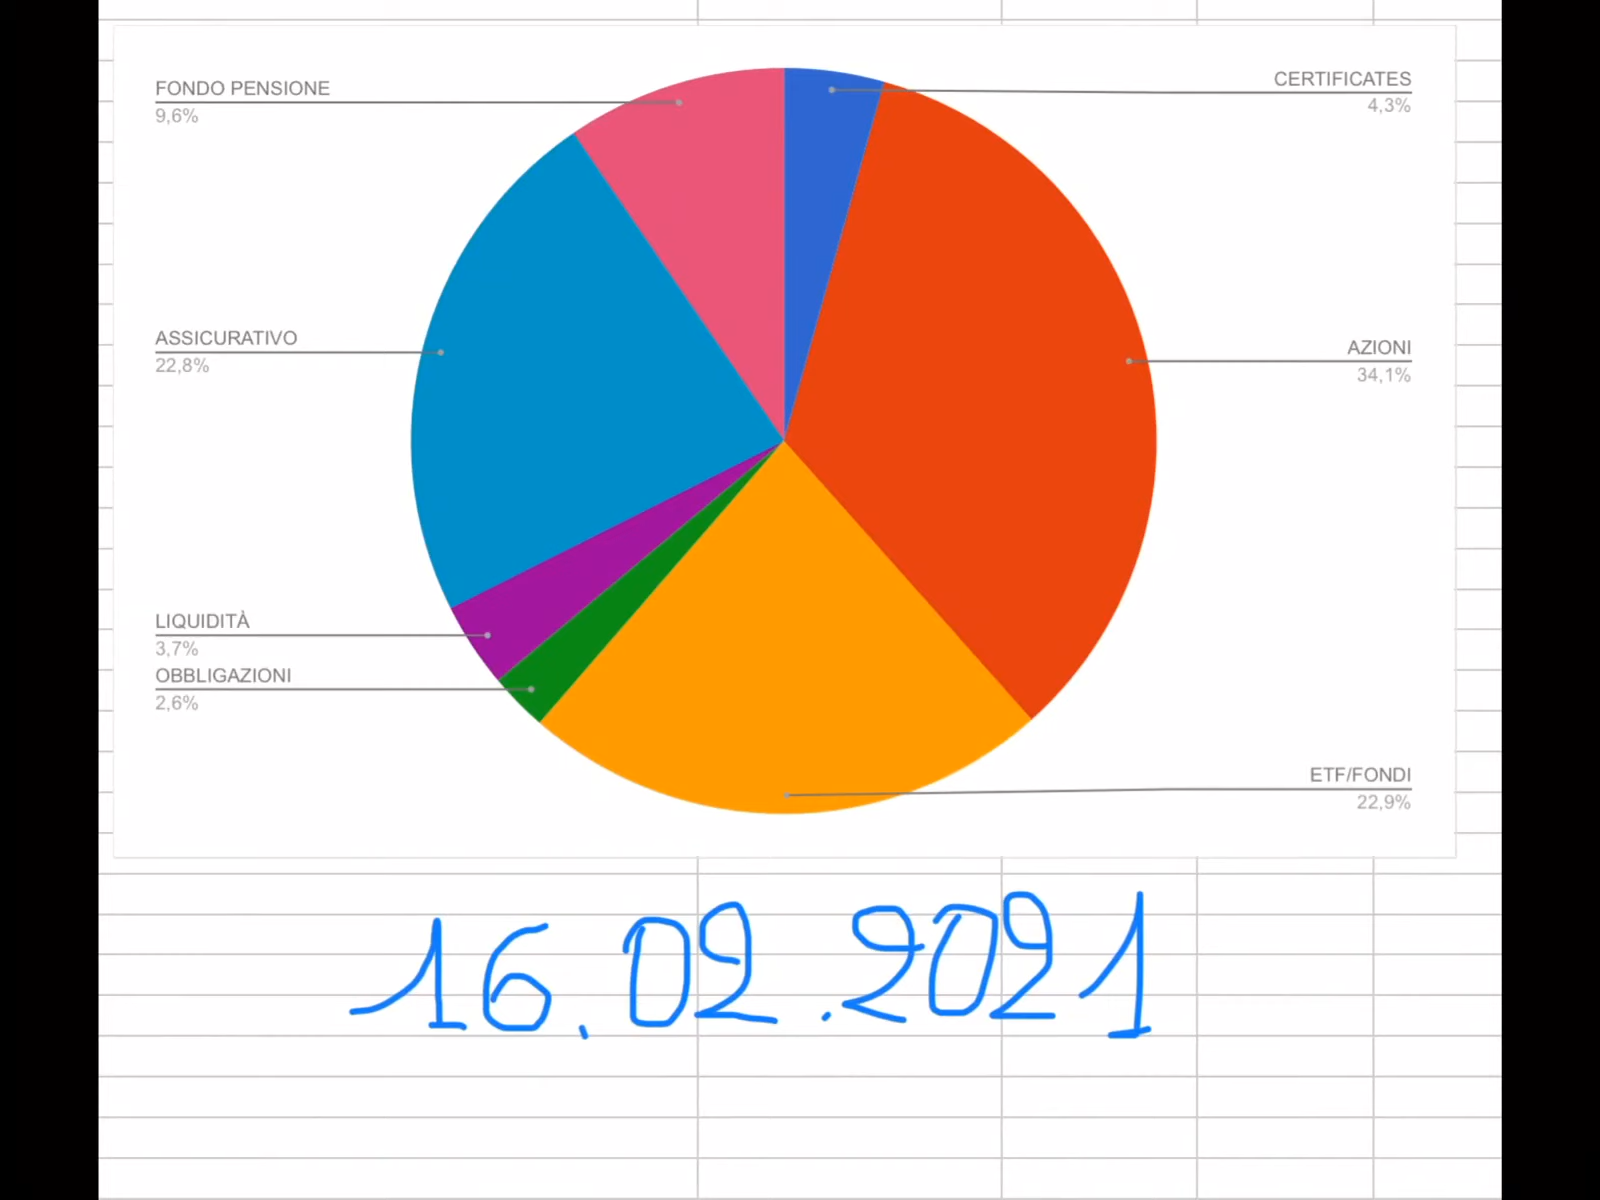 FONDO PENSIONE
9,6%
CERTIFICATES
4,3%
ASSICURATIVO
22,8%
AZIONI
34,1%
LIQUIDITÀ
3,7%
OBBLIGAZIONI
2,6%
ETF/FONDI
22,9%
16.02.2021